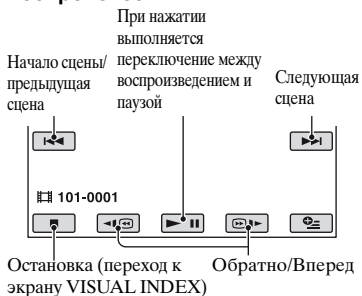 При нажатии
выполняется
переключение между
воспроизведением и
паузой
Начало сцены/
предыдущая
сцена
Следующая
сцена
101-0001
Остановка (переход к
экрану VISUAL INDEX)
Обратно/Вперед